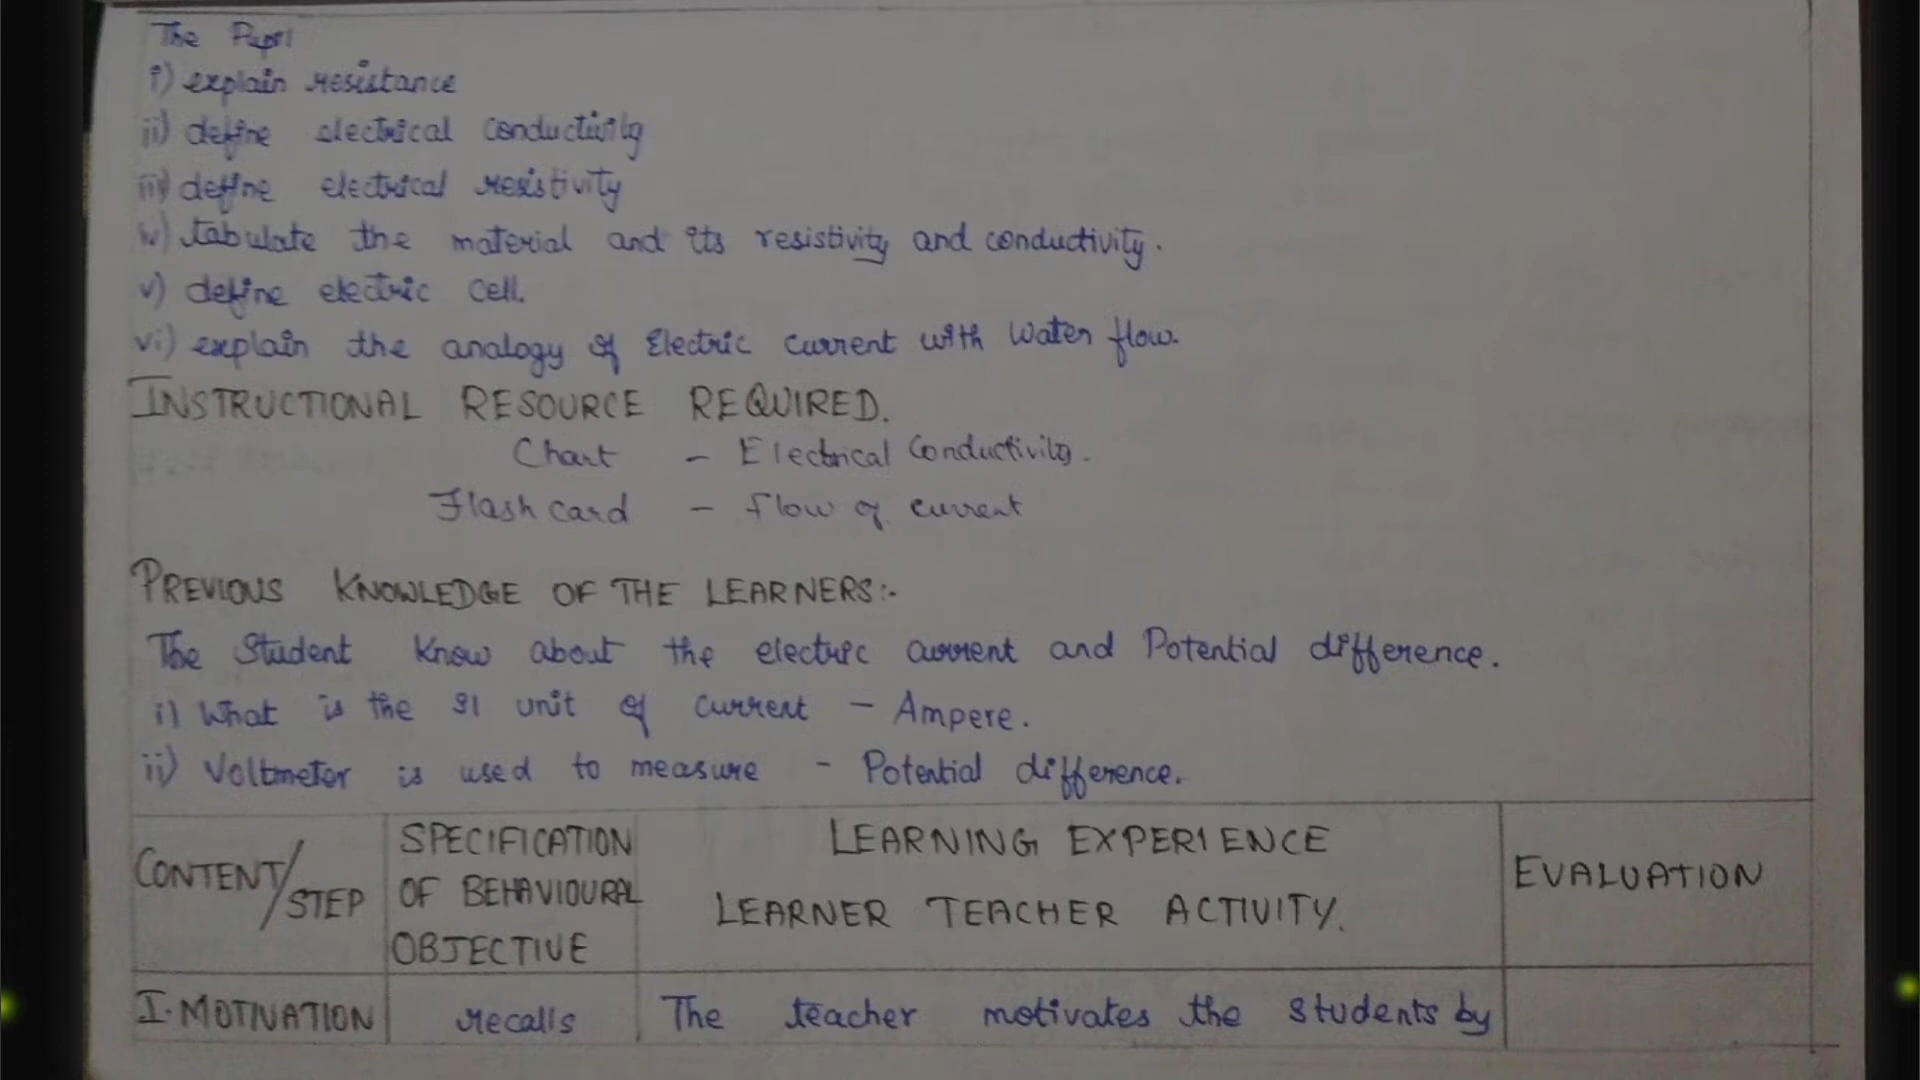 The Pupil
i) explain resistance
ii) define electrical conductivity
iii) define electrical resistivity
iv) tabulate the material and its resistivity and conductivity.
v) define electric cell.
vi) explain the analogy of Electric current with water flow.
INSTRUCTIONAL RESOURCE REQUIRED.
Chart - Electrical Conductivity.
Flash card - flow of current
PREVIOUS KNOWLEDGE OF THE LEARNERS:-
The Student know about the electric current and Potential difference.
i) What is the SI unit of current - Ampere.
ii) Voltmeter is used to measure - Potential difference.
CONTENT/STEP
SPECIFICATION OF BEHAVIOURAL OBJECTIVE
LEARNING EXPERIENCE
LEARNER TEACHER ACTIVITY.
EVALUATION
I. MOTIVATION recalls The teacher motivates the students by